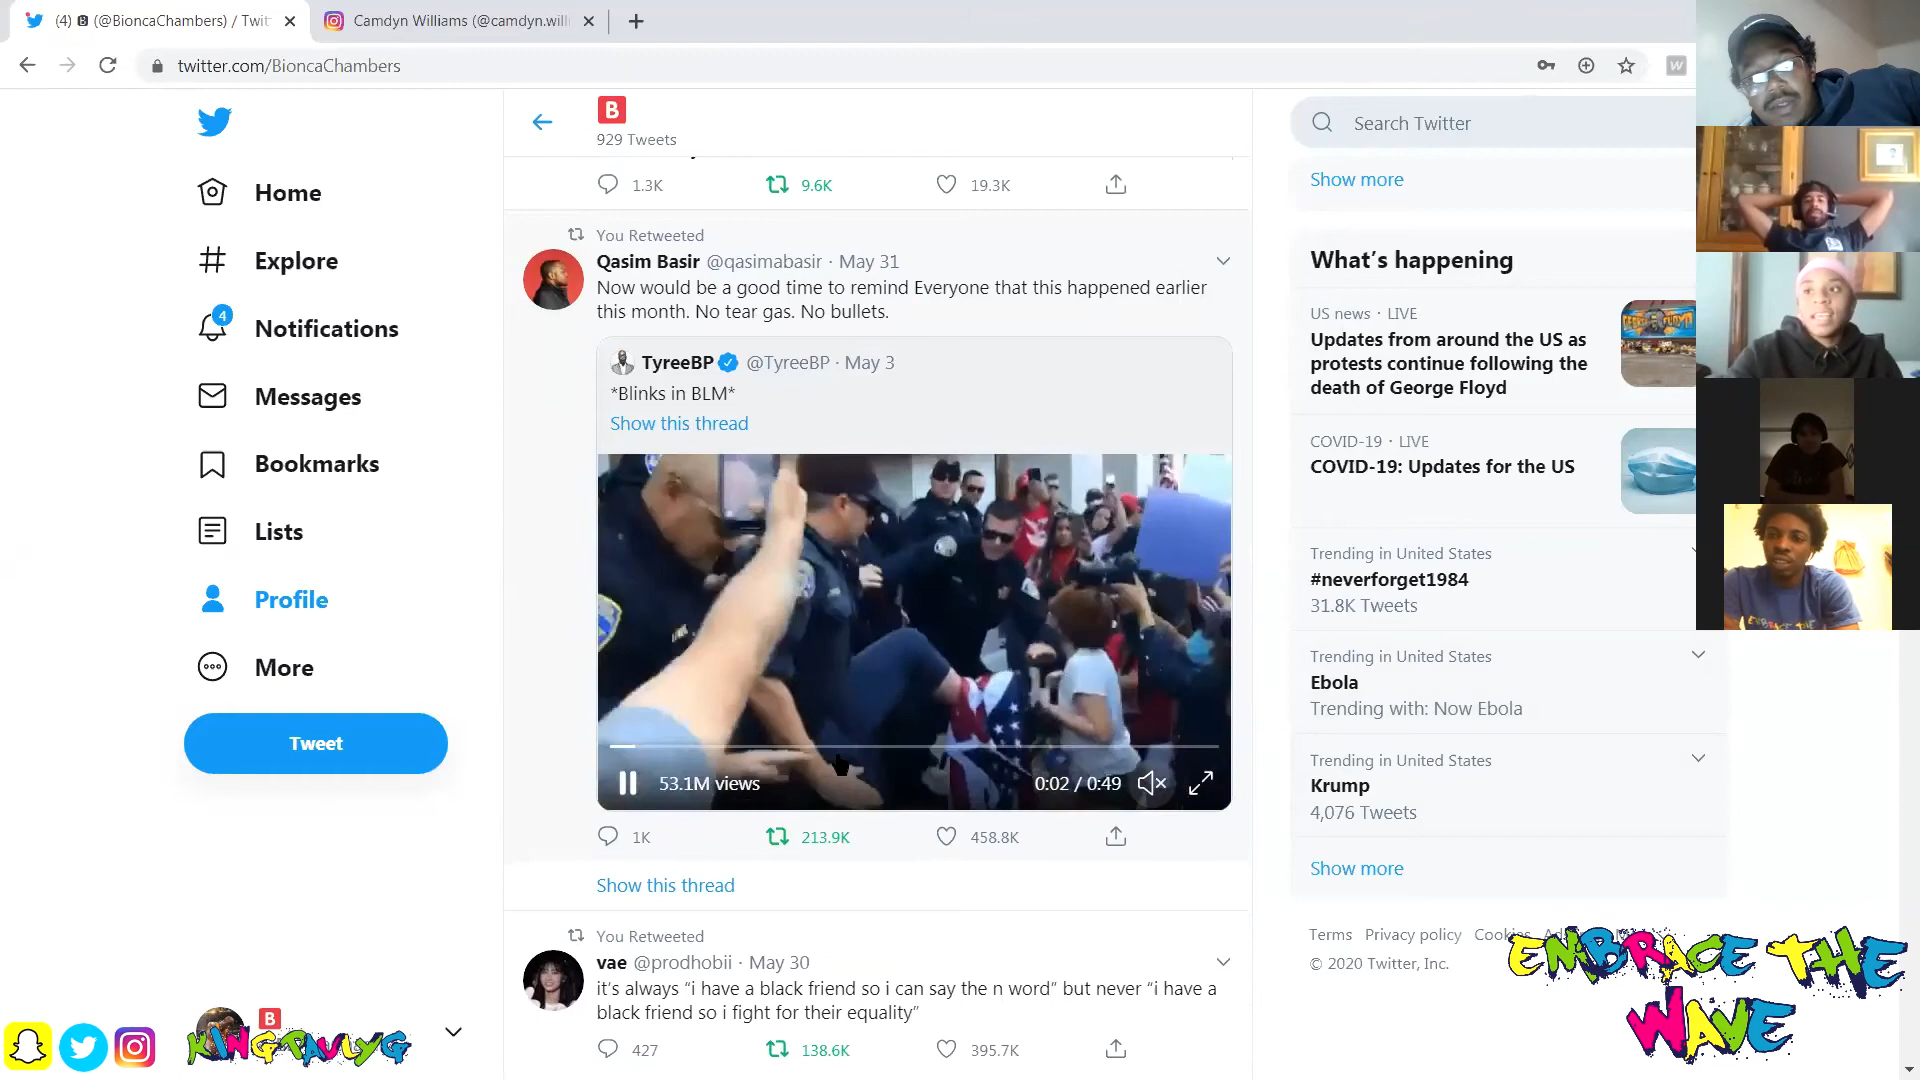 (4) B (@BioncaChambers) / Twit
Camdyn Williams (@camdyn.will
twitter.com/BioncaChambers
W
B
929 Tweets
Search Twitter
Home
Explore
4
Notifications
Messages
Bookmarks
Lists
Profile
More
Tweet
1.3K 9.6K 19.3K
You Retweeted
Qasim Basir @qasimabasir · May 31
Now would be a good time to remind Everyone that this happened earlier
this month. No tear gas. No bullets.
TyreeBP @TyreeBP · May 3
*Blinks in BLM*
Show this thread
53.1M views 0:02 / 0:49
1K 213.9K 458.8K
Show this thread
You Retweeted
vae @prodhobii · May 30
it's always "i have a black friend so i can say the n word" but never "i have a
black friend so i fight for their equality"
427 138.6K 395.7K
Show more
What's happening
US news · LIVE
Updates from around the US as
protests continue following the
death of George Floyd
COVID-19 · LIVE
COVID-19: Updates for the US
Trending in United States
#neverforget1984
31.8K Tweets
Trending in United States
Ebola
Trending with: Now Ebola
Trending in United States
Krump
4,076 Tweets
Show more
Terms Privacy policy Cookies
© 2020 Twitter, Inc.
EMBRACE THE
WAVE
B
KINGPAULYG